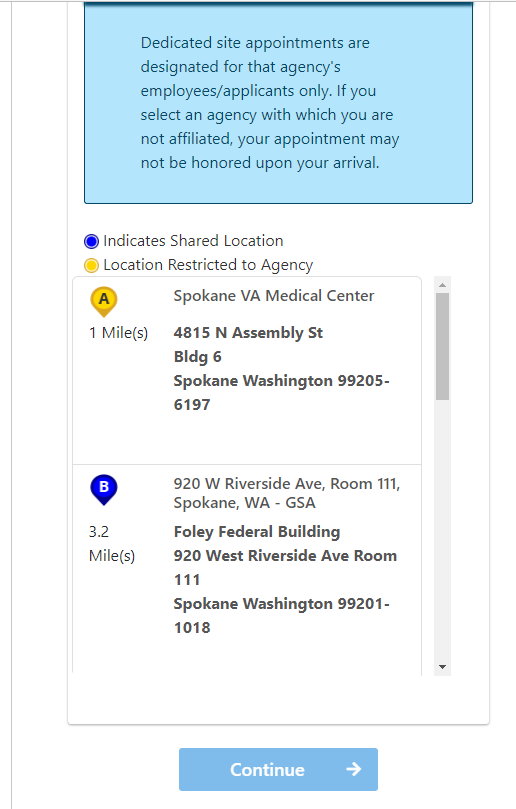 Dedicated site appointments are
designated for that agency's
employees/applicants only. If you
select an agency with which you are
not affiliated, your appointment may
not be honored upon your arrival.
Indicates Shared Location
Location Restricted to Agency
A
Spokane VA Medical Center
1 Mile(s)
4815 N Assembly St
Bldg 6
Spokane Washington 99205-
6197
B
920 W Riverside Ave, Room 111,
Spokane, WA - GSA
3.2
Mile(s)
Foley Federal Building
920 West Riverside Ave Room
111
Spokane Washington 99201-
1018
Continue